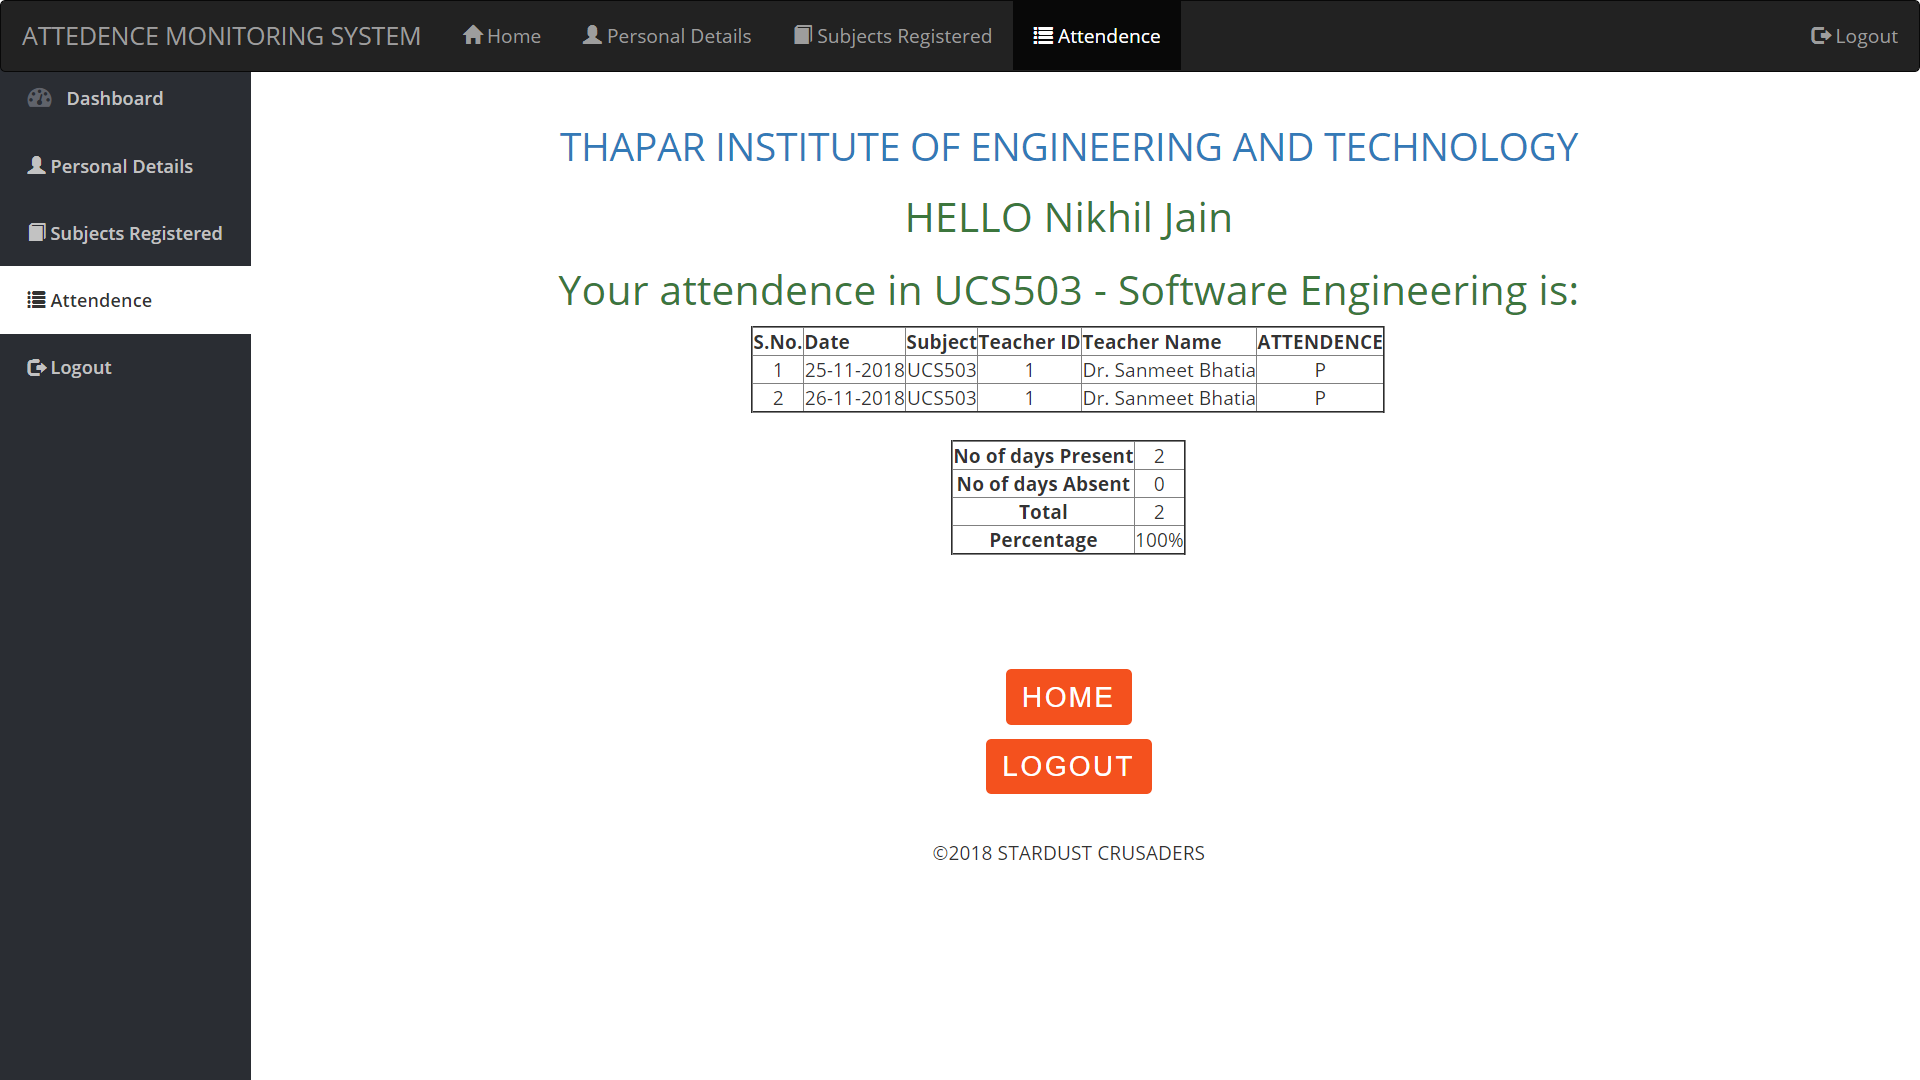 ATTEDENCE MONITORING SYSTEM Home Personal Details Subjects Registered Attendence Logout
Dashboard
Personal Details
Subjects Registered
Attendence
Logout
THAPAR INSTITUTE OF ENGINEERING AND TECHNOLOGY
HELLO Nikhil Jain
Your attendence in UCS503 - Software Engineering is:
S.No. Date Subject Teacher ID Teacher Name ATTENDENCE
1 25-11-2018 UCS503 1 Dr. Sanmeet Bhatia P
2 26-11-2018 UCS503 1 Dr. Sanmeet Bhatia P
No of days Present 2
No of days Absent 0
Total 2
Percentage 100%
HOME
LOGOUT
©2018 STARDUST CRUSADERS